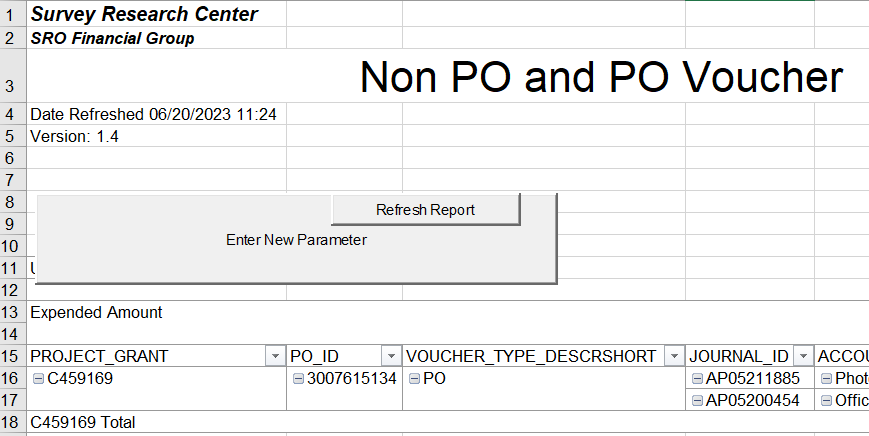 1 Survey Research Center
2 SRO Financial Group
3 Non PO and PO Voucher
4 Date Refreshed 06/20/2023 11:24
5 Version: 1.4
6
7
8 Refresh Report
9
Enter New Parameter
10
11
12
13 Expended Amount
14
15 PROJECT_GRANT PO_ID VOUCHER_TYPE_DESCRSHORT JOURNAL_ID ACCOU
16 C459169 3007615134 PO AP05211885 Phot
17 AP05200454 Offic
18 C459169 Total